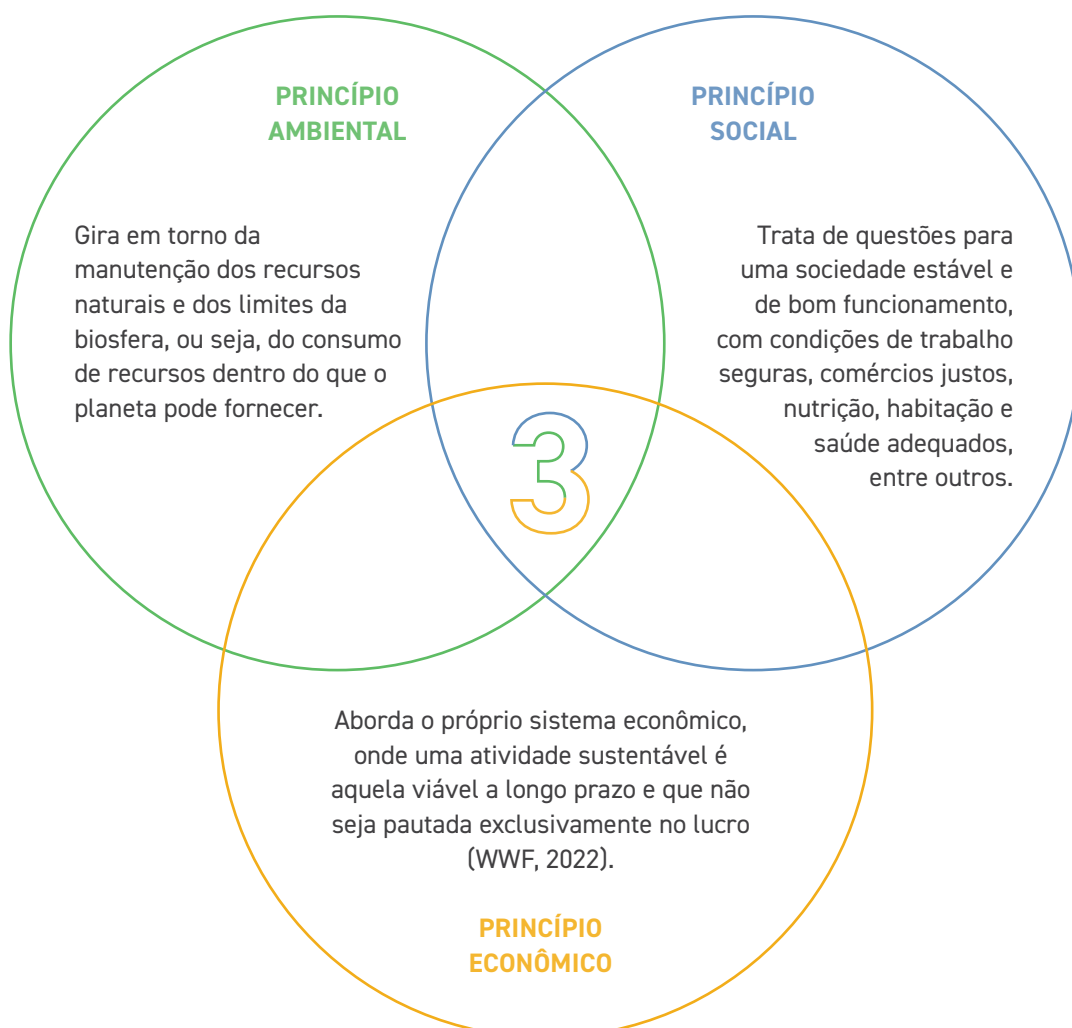 PRINCÍPIO
AMBIENTAL
Gira em torno da
manutenção dos recursos
naturais e dos limites da
biosfera, ou seja, do consumo
de recursos dentro do que o
planeta pode fornecer.
PRINCÍPIO
SOCIAL
Trata de questões para
uma sociedade estável e
de bom funcionamento,
com condições de trabalho
seguras, comércios justos,
nutrição, habitação e
saúde adequados,
entre outros.
3
Aborda o próprio sistema econômico,
onde uma atividade sustentável é
aquela viável a longo prazo e que não
seja pautada exclusivamente no lucro
(WWF, 2022).
PRINCÍPIO
ECONÔMICO